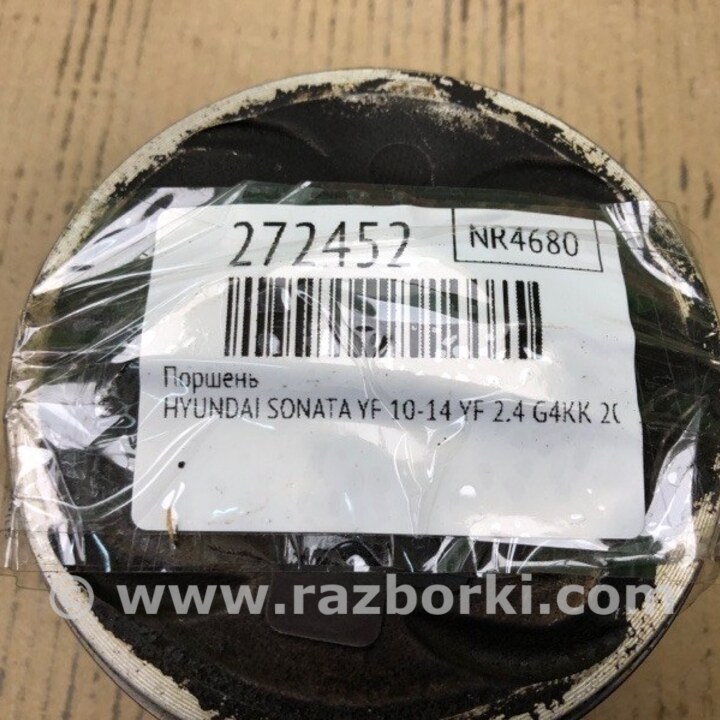 272452
NR4680
Поршень
HYUNDAI SONATA YF 10-14 YF 2.4 G4KK
© www.razborki.com